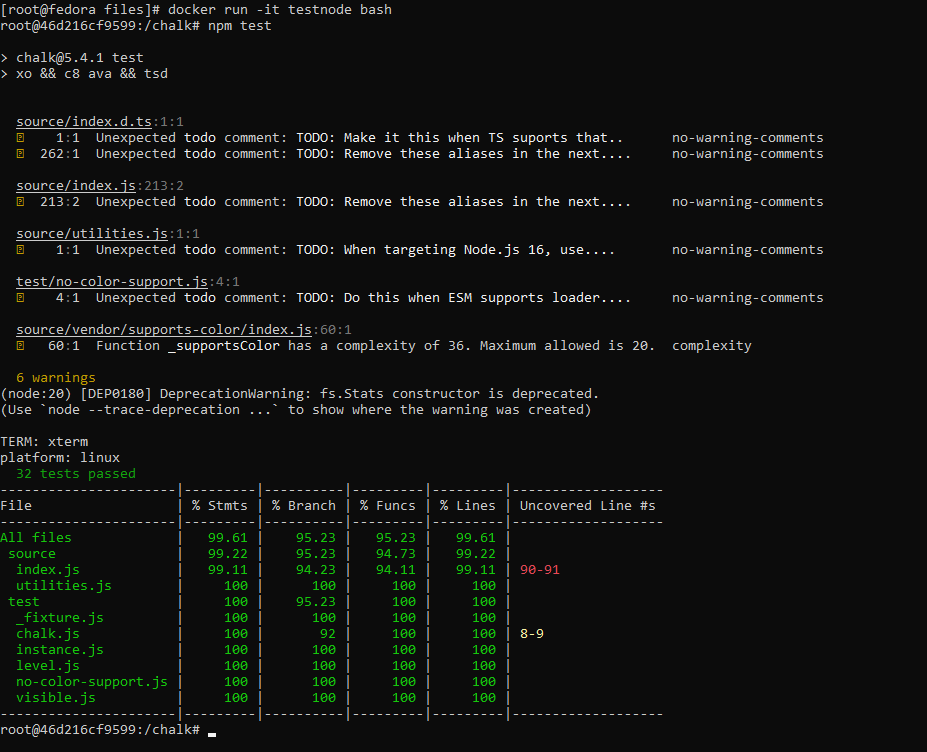 [root@fedora files]# docker run -it testnode bash
root@46d216cf9599:/chalk# npm test
> chalk@5.4.1 test
> xo && c8 ava && tsd
source/index.d.ts:1:1
1:1  Unexpected todo comment: TODO: Make it this when TS suports that..      no-warning-comments
262:1  Unexpected todo comment: TODO: Remove these aliases in the next....     no-warning-comments
source/index.js:213:2
213:2  Unexpected todo comment: TODO: Remove these aliases in the next....     no-warning-comments
source/utilities.js:1:1
1:1  Unexpected todo comment: TODO: When targeting Node.js 16, use....       no-warning-comments
test/no-color-support.js:4:1
4:1  Unexpected todo comment: TODO: Do this when ESM supports loader....     no-warning-comments
source/vendor/supports-color/index.js:60:1
60:1  Function _supportsColor has a complexity of 36. Maximum allowed is 20.  complexity
6 warnings
(node:20) [DEP0180] DeprecationWarning: fs.Stats constructor is deprecated.
(Use `node --trace-deprecation ...` to show where the warning was created)
TERM: xterm
platform: linux
32 tests passed
----------------------|---------|----------|---------|---------|-------------------
File                  | % Stmts | % Branch | % Funcs | % Lines | Uncovered Line #s
----------------------|---------|----------|---------|---------|-------------------
All files             |   99.61 |    95.23 |   95.23 |   99.61 |
source               |   99.22 |    95.23 |   94.73 |   99.22 |
index.js            |   99.11 |    94.23 |   94.11 |   99.11 | 90-91
utilities.js        |     100 |      100 |     100 |     100 |
test                 |     100 |    95.23 |     100 |     100 |
_fixture.js         |     100 |      100 |     100 |     100 |
chalk.js            |     100 |       92 |     100 |     100 | 8-9
instance.js         |     100 |      100 |     100 |     100 |
level.js            |     100 |      100 |     100 |     100 |
no-color-support.js |     100 |      100 |     100 |     100 |
visible.js          |     100 |      100 |     100 |     100 |
----------------------|---------|----------|---------|---------|-------------------
root@46d216cf9599:/chalk#